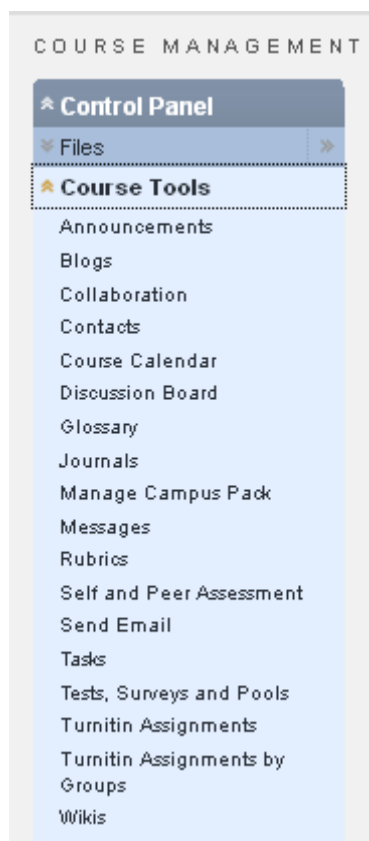 COURSE MANAGEMENT
Control Panel
Files
Course Tools
Announcements
Blogs
Collaboration
Contacts
Course Calendar
Discussion Board
Glossary
Journals
Manage Campus Pack
Messages
Rubrics
Self and Peer Assessment
Send Email
Tasks
Tests, Surveys and Pools
Turnitin Assignments
Turnitin Assignments by
Groups
Wikis